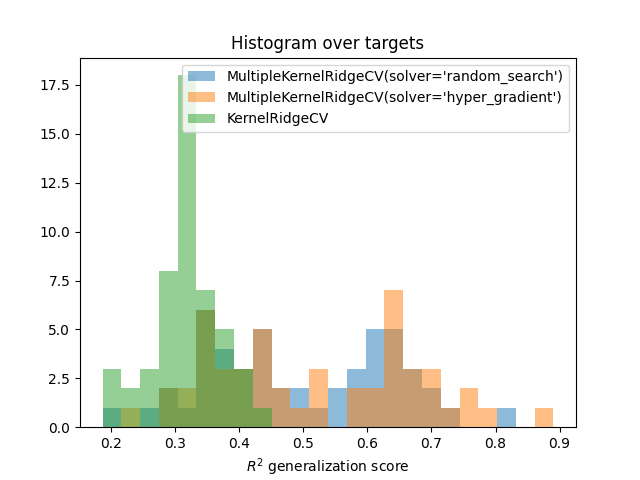 Histogram over targets
MultipleKernelRidgeCV(solver='random_search')
MultipleKernelRidgeCV(solver='hyper_gradient')
KernelRidgeCV
17.5
15.0
12.5
10.0
7.5
5.0
2.5
0.0
0.2 0.3 0.4 0.5 0.6 0.7 0.8 0.9
R² generalization score